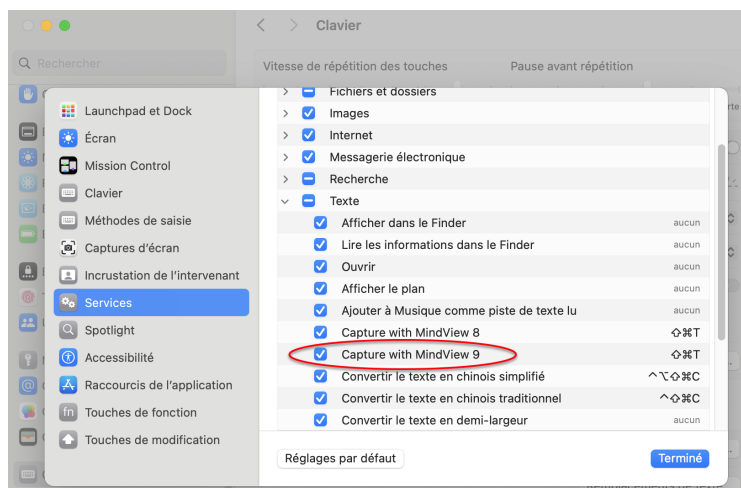 Clavier
Rechercher
Vitesse de répétition des touches
Pause avant répétition
Launchpad et Dock
Écran
Mission Control
Clavier
Méthodes de saisie
Captures d'écran
Incrustation de l'intervenant
Services
Spotlight
Accessibilité
Raccourcis de l'application
fn Touches de fonction
Touches de modification
Fichiers et dossiers
Images
Internet
Messagerie électronique
Recherche
Texte
Afficher dans le Finder aucun
Lire les informations dans le Finder aucun
Ouvrir aucun
Afficher le plan aucun
Ajouter à Musique comme piste de texte lu aucun
Capture with MindView 8 ⇧⌘T
Capture with MindView 9 ⇧⌘T
Convertir le texte en chinois simplifié ^⌥⇧⌘C
Convertir le texte en chinois traditionnel ^⇧⌘C
Convertir le texte en demi-largeur aucun
Réglages par défaut
Terminé